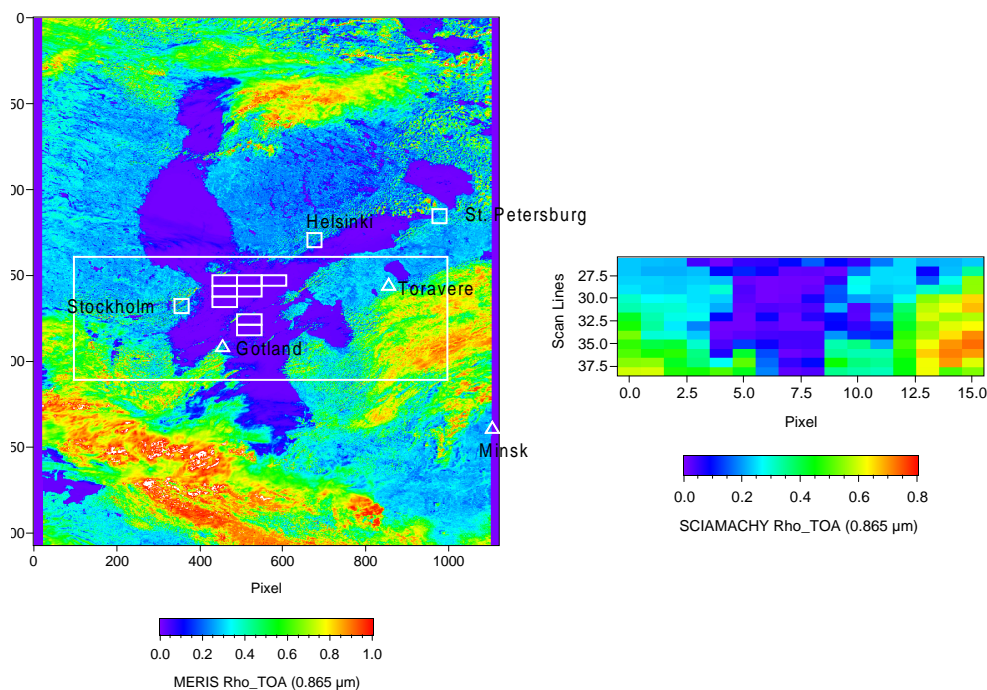 0
50
00
50
00
50
00
Helsinki
St. Petersburg
Stockholm
Toravere
Gotland
Minsk
0 200 400 600 800 1000
Pixel
0.0 0.2 0.4 0.6 0.8 1.0
MERIS Rho_TOA (0.865 µm)
Scan Lines
27.5
30.0
32.5
35.0
37.5
0.0 2.5 5.0 7.5 10.0 12.5 15.0
Pixel
0.0 0.2 0.4 0.6 0.8
SCIAMACHY Rho_TOA (0.865 µm)